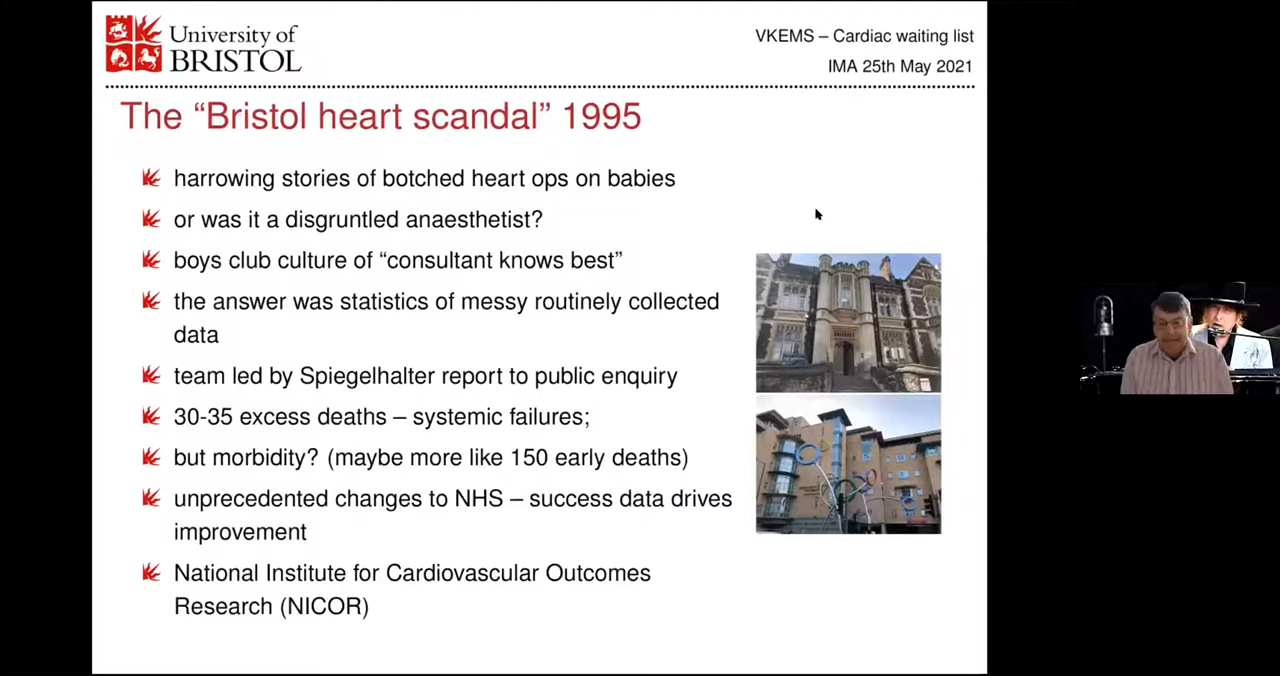 University of
BRISTOL
VKEMS – Cardiac waiting list
IMA 25th May 2021
The “Bristol heart scandal” 1995
harrowing stories of botched heart ops on babies
or was it a disgruntled anaesthetist?
boys club culture of “consultant knows best”
the answer was statistics of messy routinely collected
data
team led by Spiegelhalter report to public enquiry
30-35 excess deaths – systemic failures;
but morbidity? (maybe more like 150 early deaths)
unprecedented changes to NHS – success data drives
improvement
National Institute for Cardiovascular Outcomes
Research (NICOR)